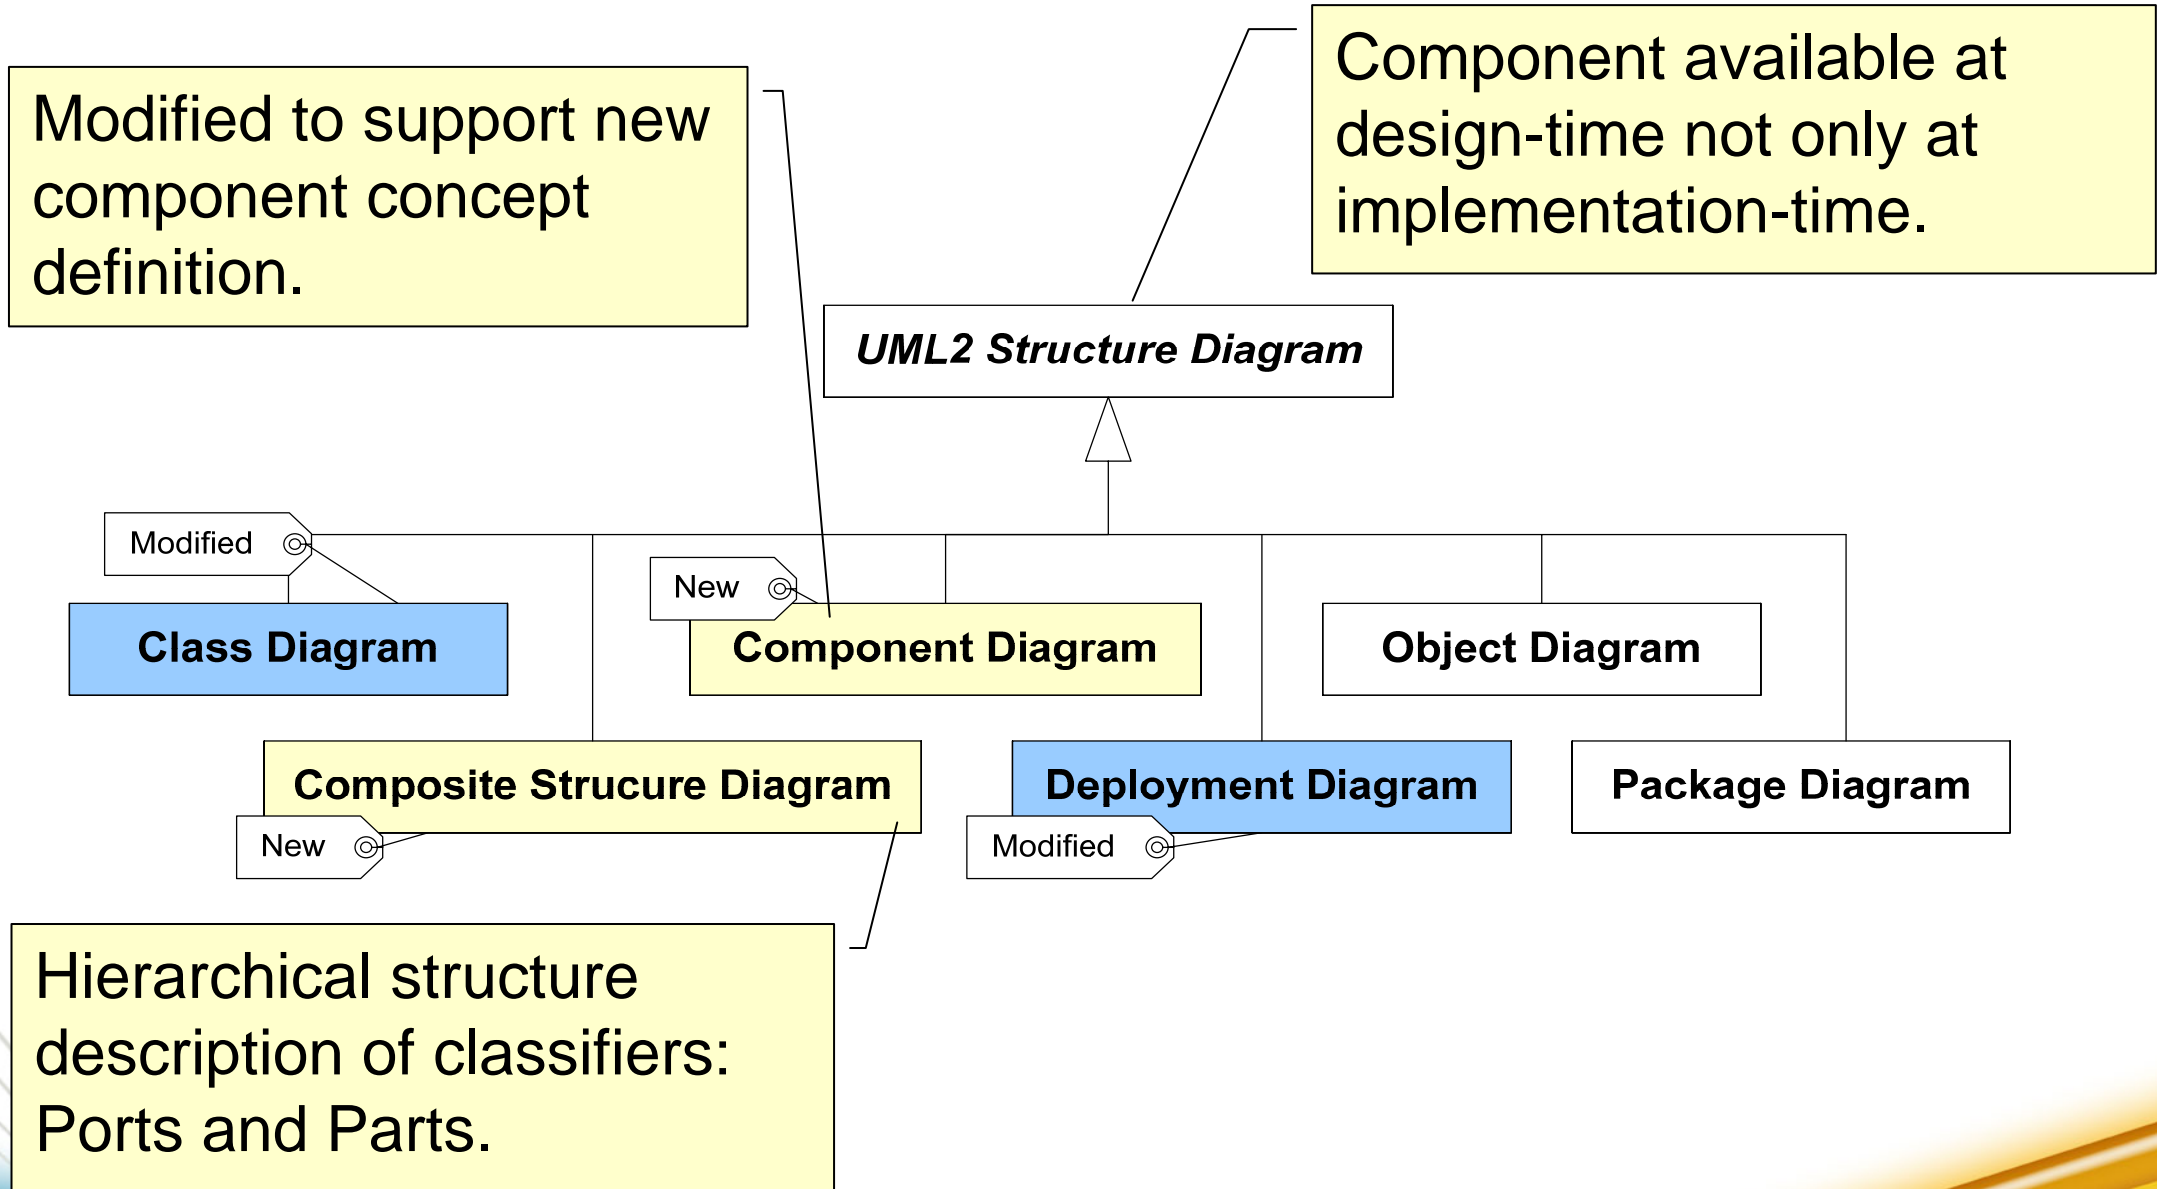 Component available at
design-time not only at
implementation-time.
Modified to support new
component concept
definition.
UML2 Structure Diagram
Modified
New
Class Diagram
Component Diagram
Object Diagram
Composite Strucure Diagram
Deployment Diagram
Package Diagram
New
Modified
Hierarchical structure
description of classifiers:
Ports and Parts.